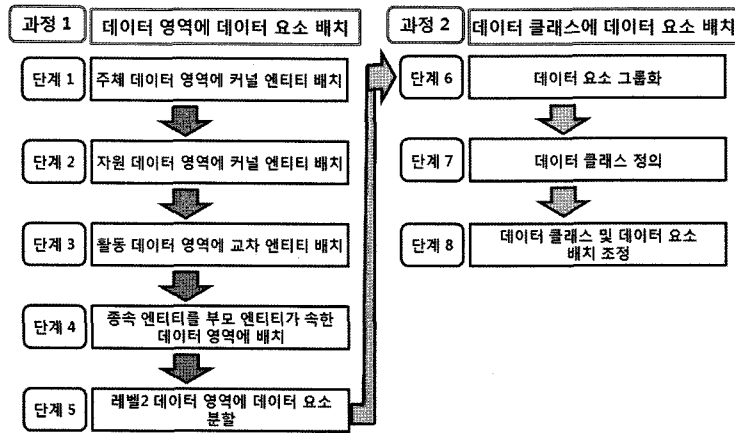 과정 1
데이터 영역에 데이터 요소 배치
단계 1
주체 데이터 영역에 커널 엔티티 배치
단계 2
자원 데이터 영역에 커널 엔티티 배치
단계 3
활동 데이터 영역에 교차 엔티티 배치
단계 4
종속 엔티티를 부모 엔티티가 속한
데이터 영역에 배치
단계 5
레벨2 데이터 영역에 데이터 요소
분할
과정 2
데이터 클래스에 데이터 요소 배치
단계 6
데이터 요소 그룹화
단계 7
데이터 클래스 정의
단계 8
데이터 클래스 및 데이터 요소
배치 조정